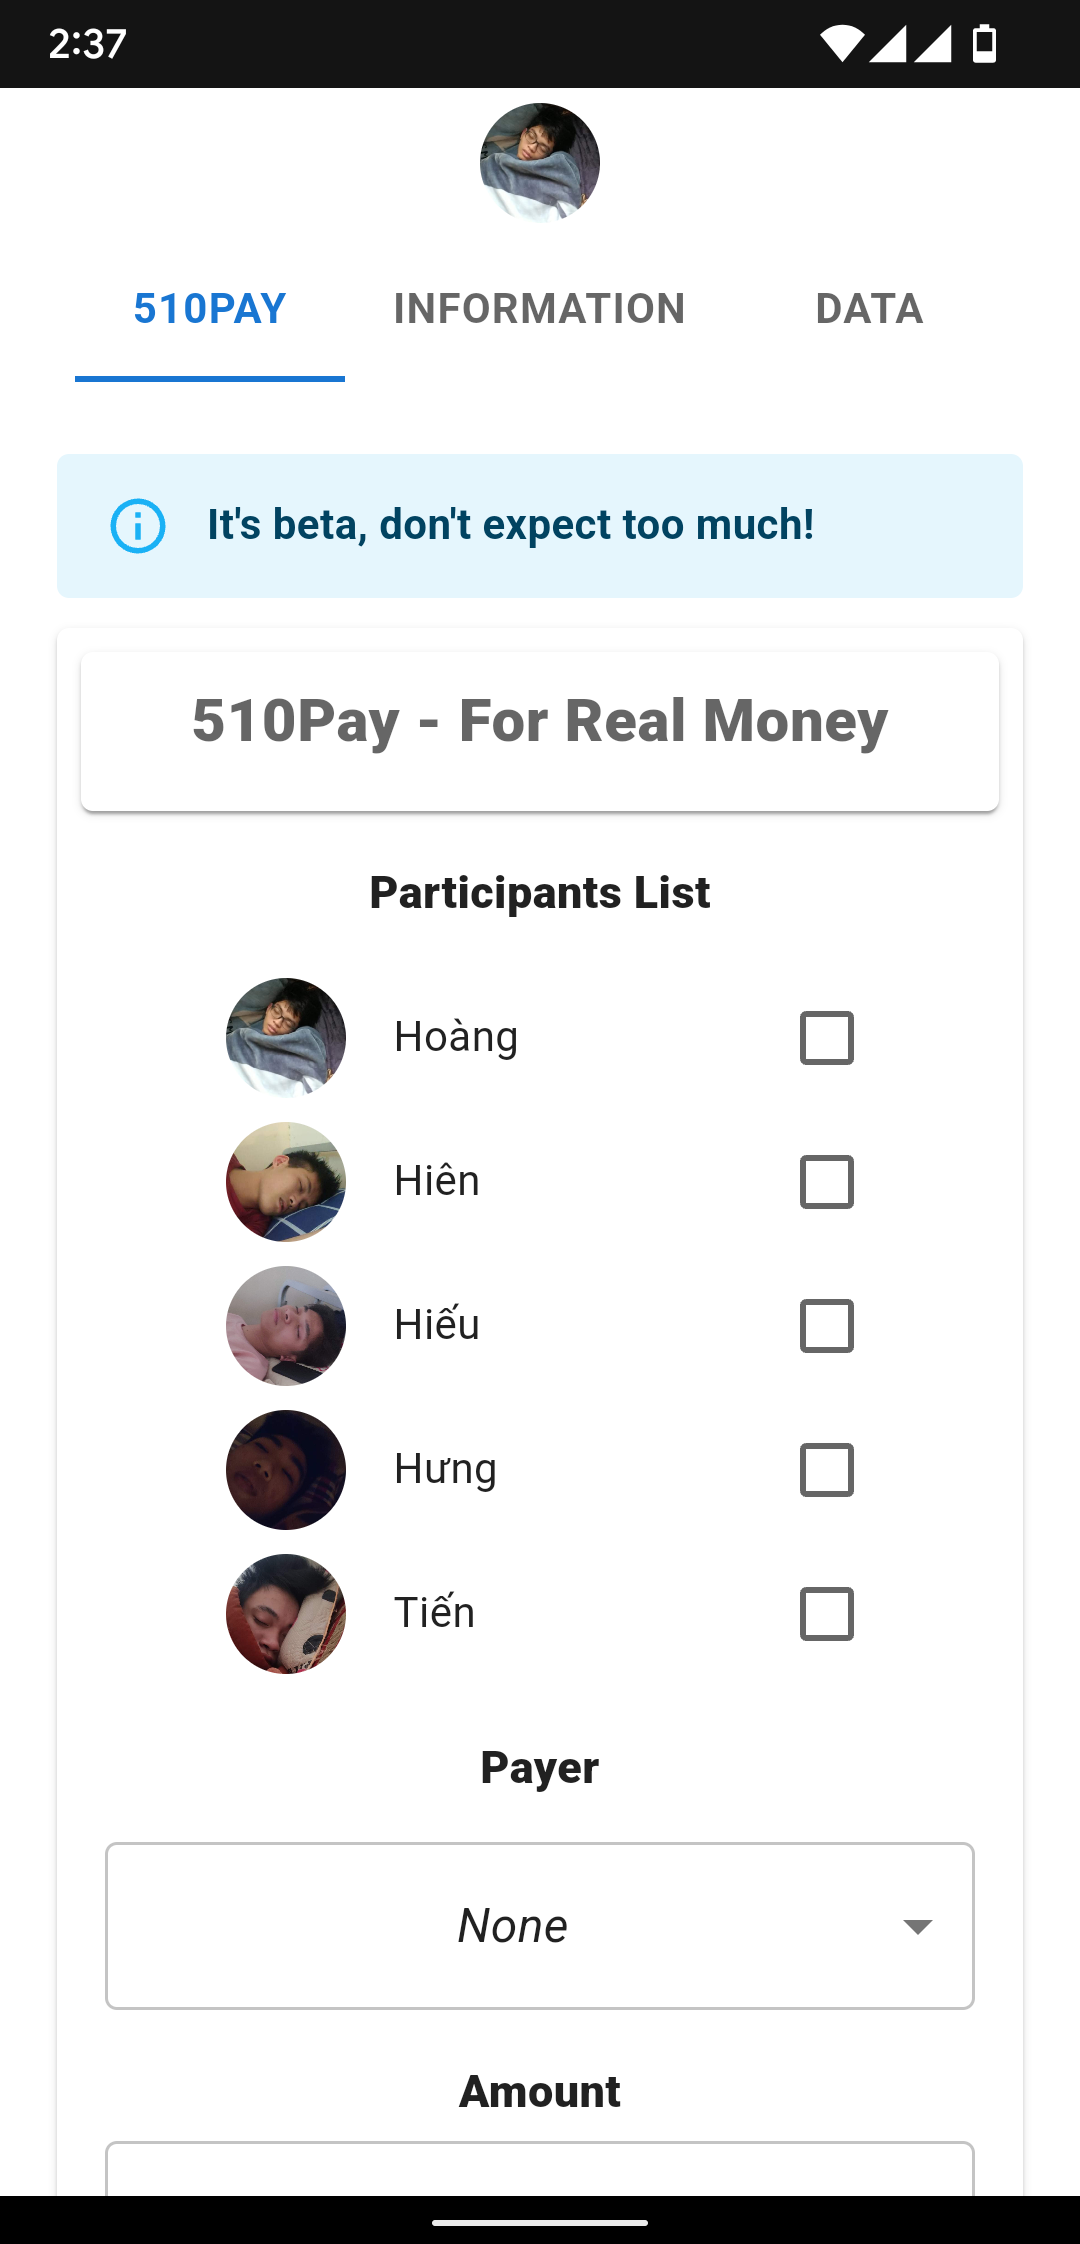 2:37
510PAY INFORMATION DATA
It's beta, don't expect too much!
510Pay - For Real Money
Participants List
Hoàng
Hiên
Hiếu
Hưng
Tiến
Payer
None
Amount